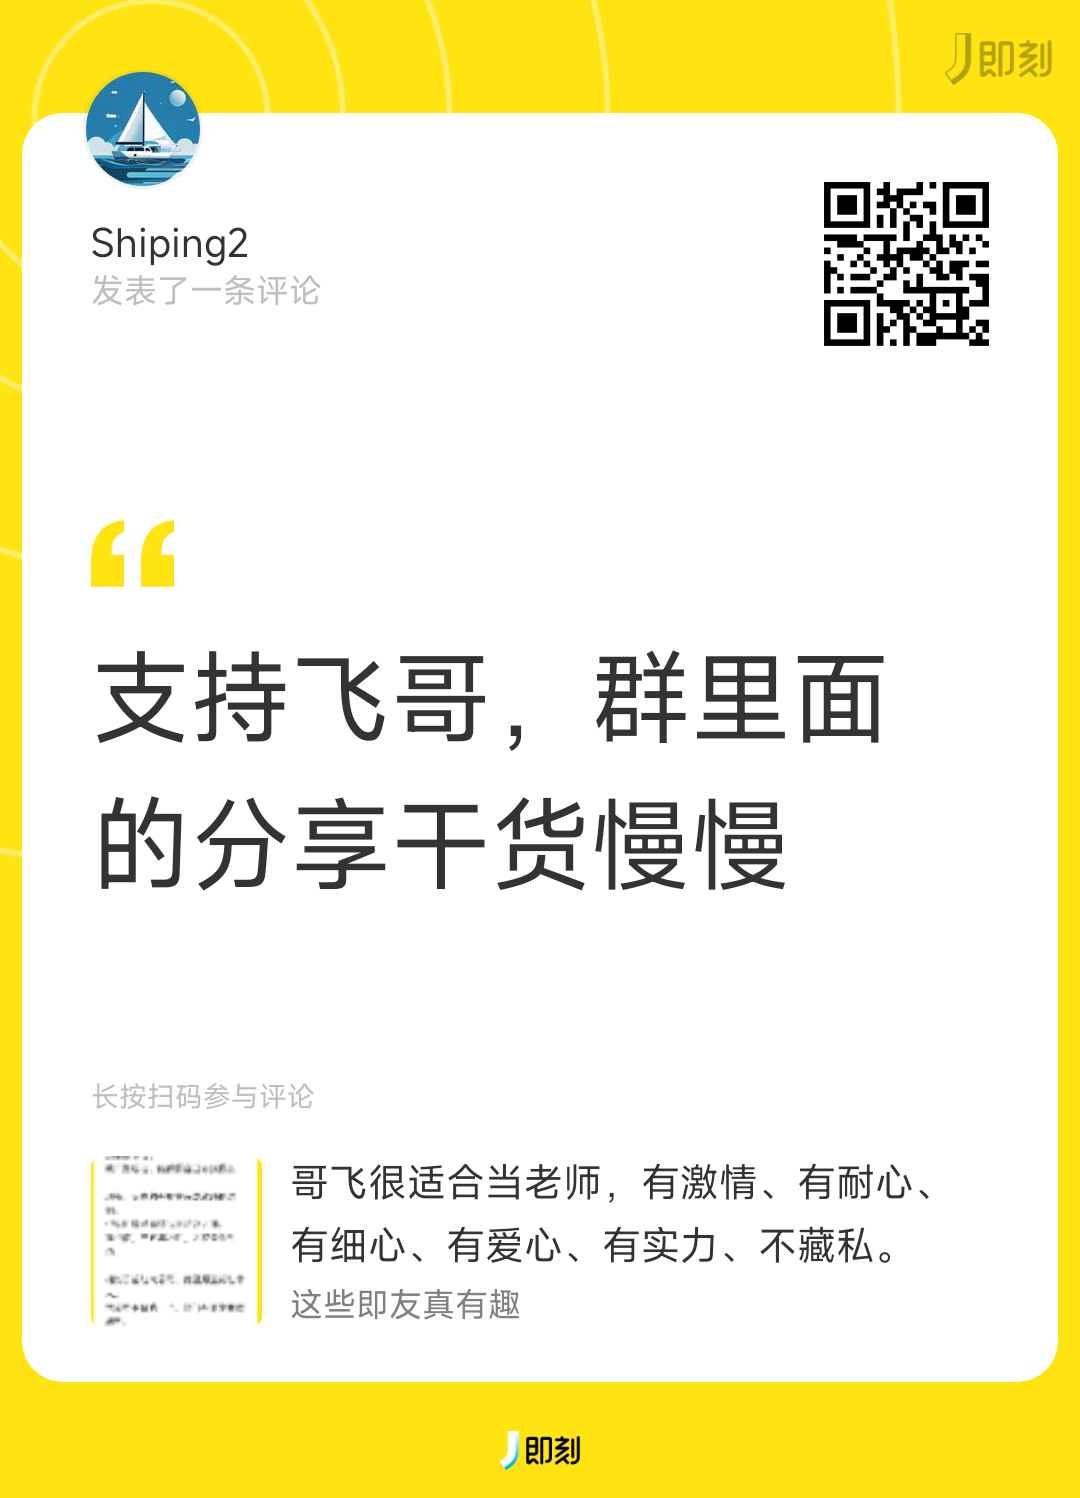 即刻
Shiping2
发表了一条评论
支持飞哥，群里面
的分享干货慢慢
长按扫码参与评论
哥飞很适合当老师，有激情、有耐心、
有细心、有爱心、有实力、不藏私。
这些即友真有趣
即刻